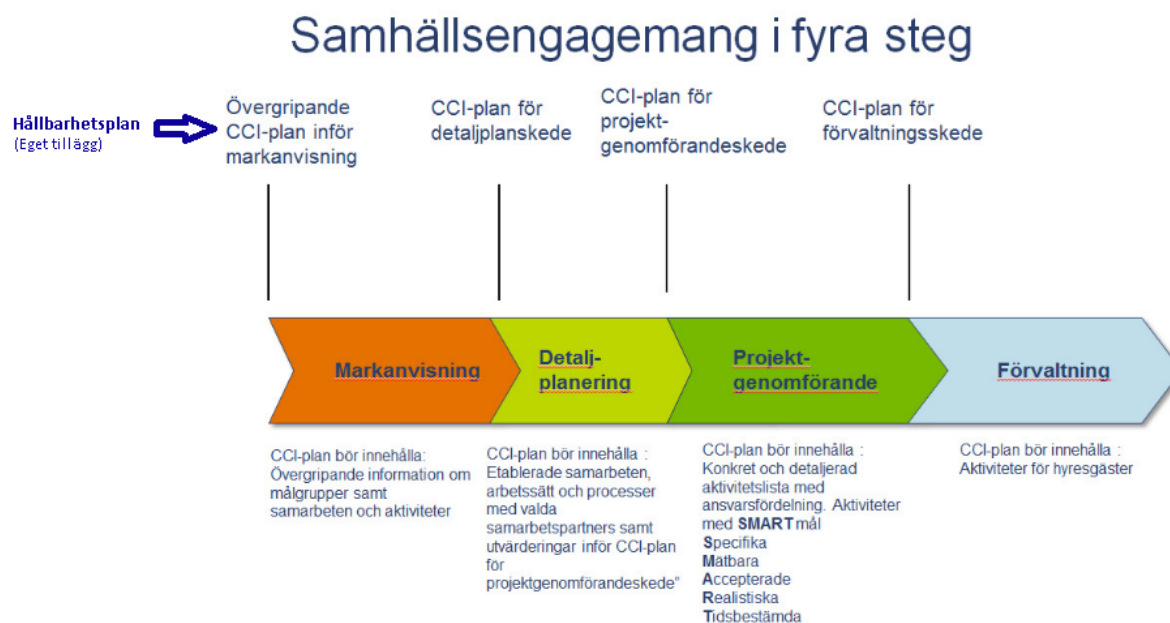 Samhällsengagemang i fyra steg
Hållbarhetsplan
(Eget tillägg)
Övergripande
CCI-plan inför
markanvisning
CCI-plan för
detaljplanskede
CCI-plan för
projekt-
genomförandeskede
CCI-plan för
förvaltningsskede
Markanvisning
Detalj-
planering
Projekt-
genomförande
Förvaltning
CCI-plan bör innehålla:
Övergripande information om
målgrupper samt
samarbeten och aktiviteter
CCI-plan bör innehålla :
Etablerade samarbeten,
arbetssätt och processer
med valda
samarbetspartners samt
utvärderingar inför CCI-plan
för
projektgenomförandeskede"
CCI-plan bör innehålla :
Konkret och detaljerad
aktivitetslista med
ansvarsfördelning. Aktiviteter
med SMART mål
Specifika
Mätbara
Accepterade
Realistiska
Tidsbestämda
CCI-plan bör innehålla :
Aktiviteter för hyresgäster